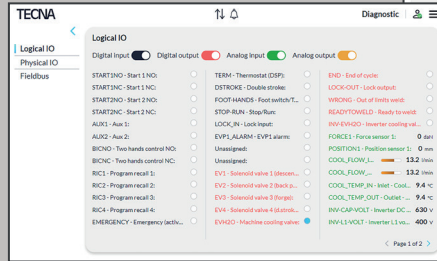 TECNA
Diagnostic
Logical IO
Physical IO
Fieldbus
Logical IO
Digital input
Digital output
Analog input
Analog output
START1NO - Start 1 NO:
START1NC - Start 1 NC:
START2NO - Start 2 NO:
START2NC - Start 2 NC:
AUX1 - Aux 1:
AUX2 - Aux 2:
BICNO - Two hands control NO:
BICNC - Two hands control NC:
RIC1 - Program recall 1:
RIC2 - Program recall 2:
RIC3 - Program recall 3:
RIC4 - Program recall 4:
EMERGENCY - Emergency (activ...
TERM - Thermostat (DSP):
DSTROKE - Double stroke:
FOOT-HANDS - Foot switch/T...
STOP-RUN - Stop/Run:
LOCK_IN - Lock input:
EVP1_ALARM - EVP1 alarm:
Unassigned:
Unassigned:
EV1 - Solenoid valve 1 (descen...
EV2 - Solenoid valve 2 (back p...
EV3 - Solenoid valve 3 (forge):
EV4 - Solenoid valve 4 (d.strok...
EVH2O - Machine cooling valve:
END - End of cycle:
LOCK-OUT - Lock output:
WRONG - Out of limits weld:
READYTOWELD - Ready to weld:
INV-EVH2O - Inverter cooling val...
FORCE1 - Force sensor 1: 0 daN
POSITION1 - Position sensor 1: 0 mm
COOL_FLOW_I... 13.2 l/min
COOL_FLOW_... 13.2 l/min
COOL_TEMP_IN - Inlet - Cool... 9.4 °C
COOL_TEMP_OUT - Outlet - ... 9.4 °C
INV-CAP-VOLT - Inverter DC ... 630 V
INV-L1-VOLT - Inverter L1 vo... 400 V
< Page 1 of 2 >